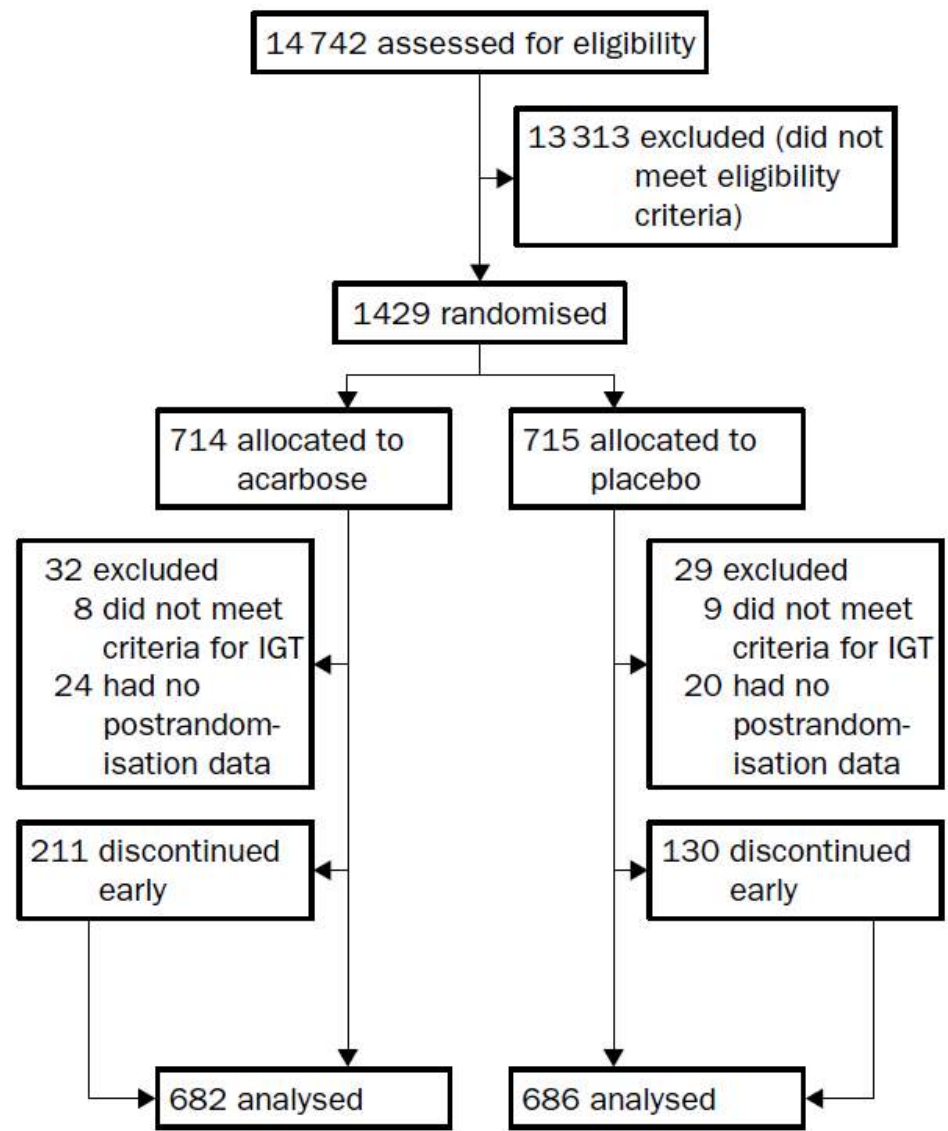 14 742 assessed for eligibility
13 313 excluded (did not
meet eligibility
criteria)
1429 randomised
714 allocated to
acarbose
715 allocated to
placebo
32 excluded
8 did not meet
criteria for IGT
24 had no
postrandom-
isation data
29 excluded
9 did not meet
criteria for IGT
20 had no
postrandom-
isation data
211 discontinued
early
130 discontinued
early
682 analysed
686 analysed